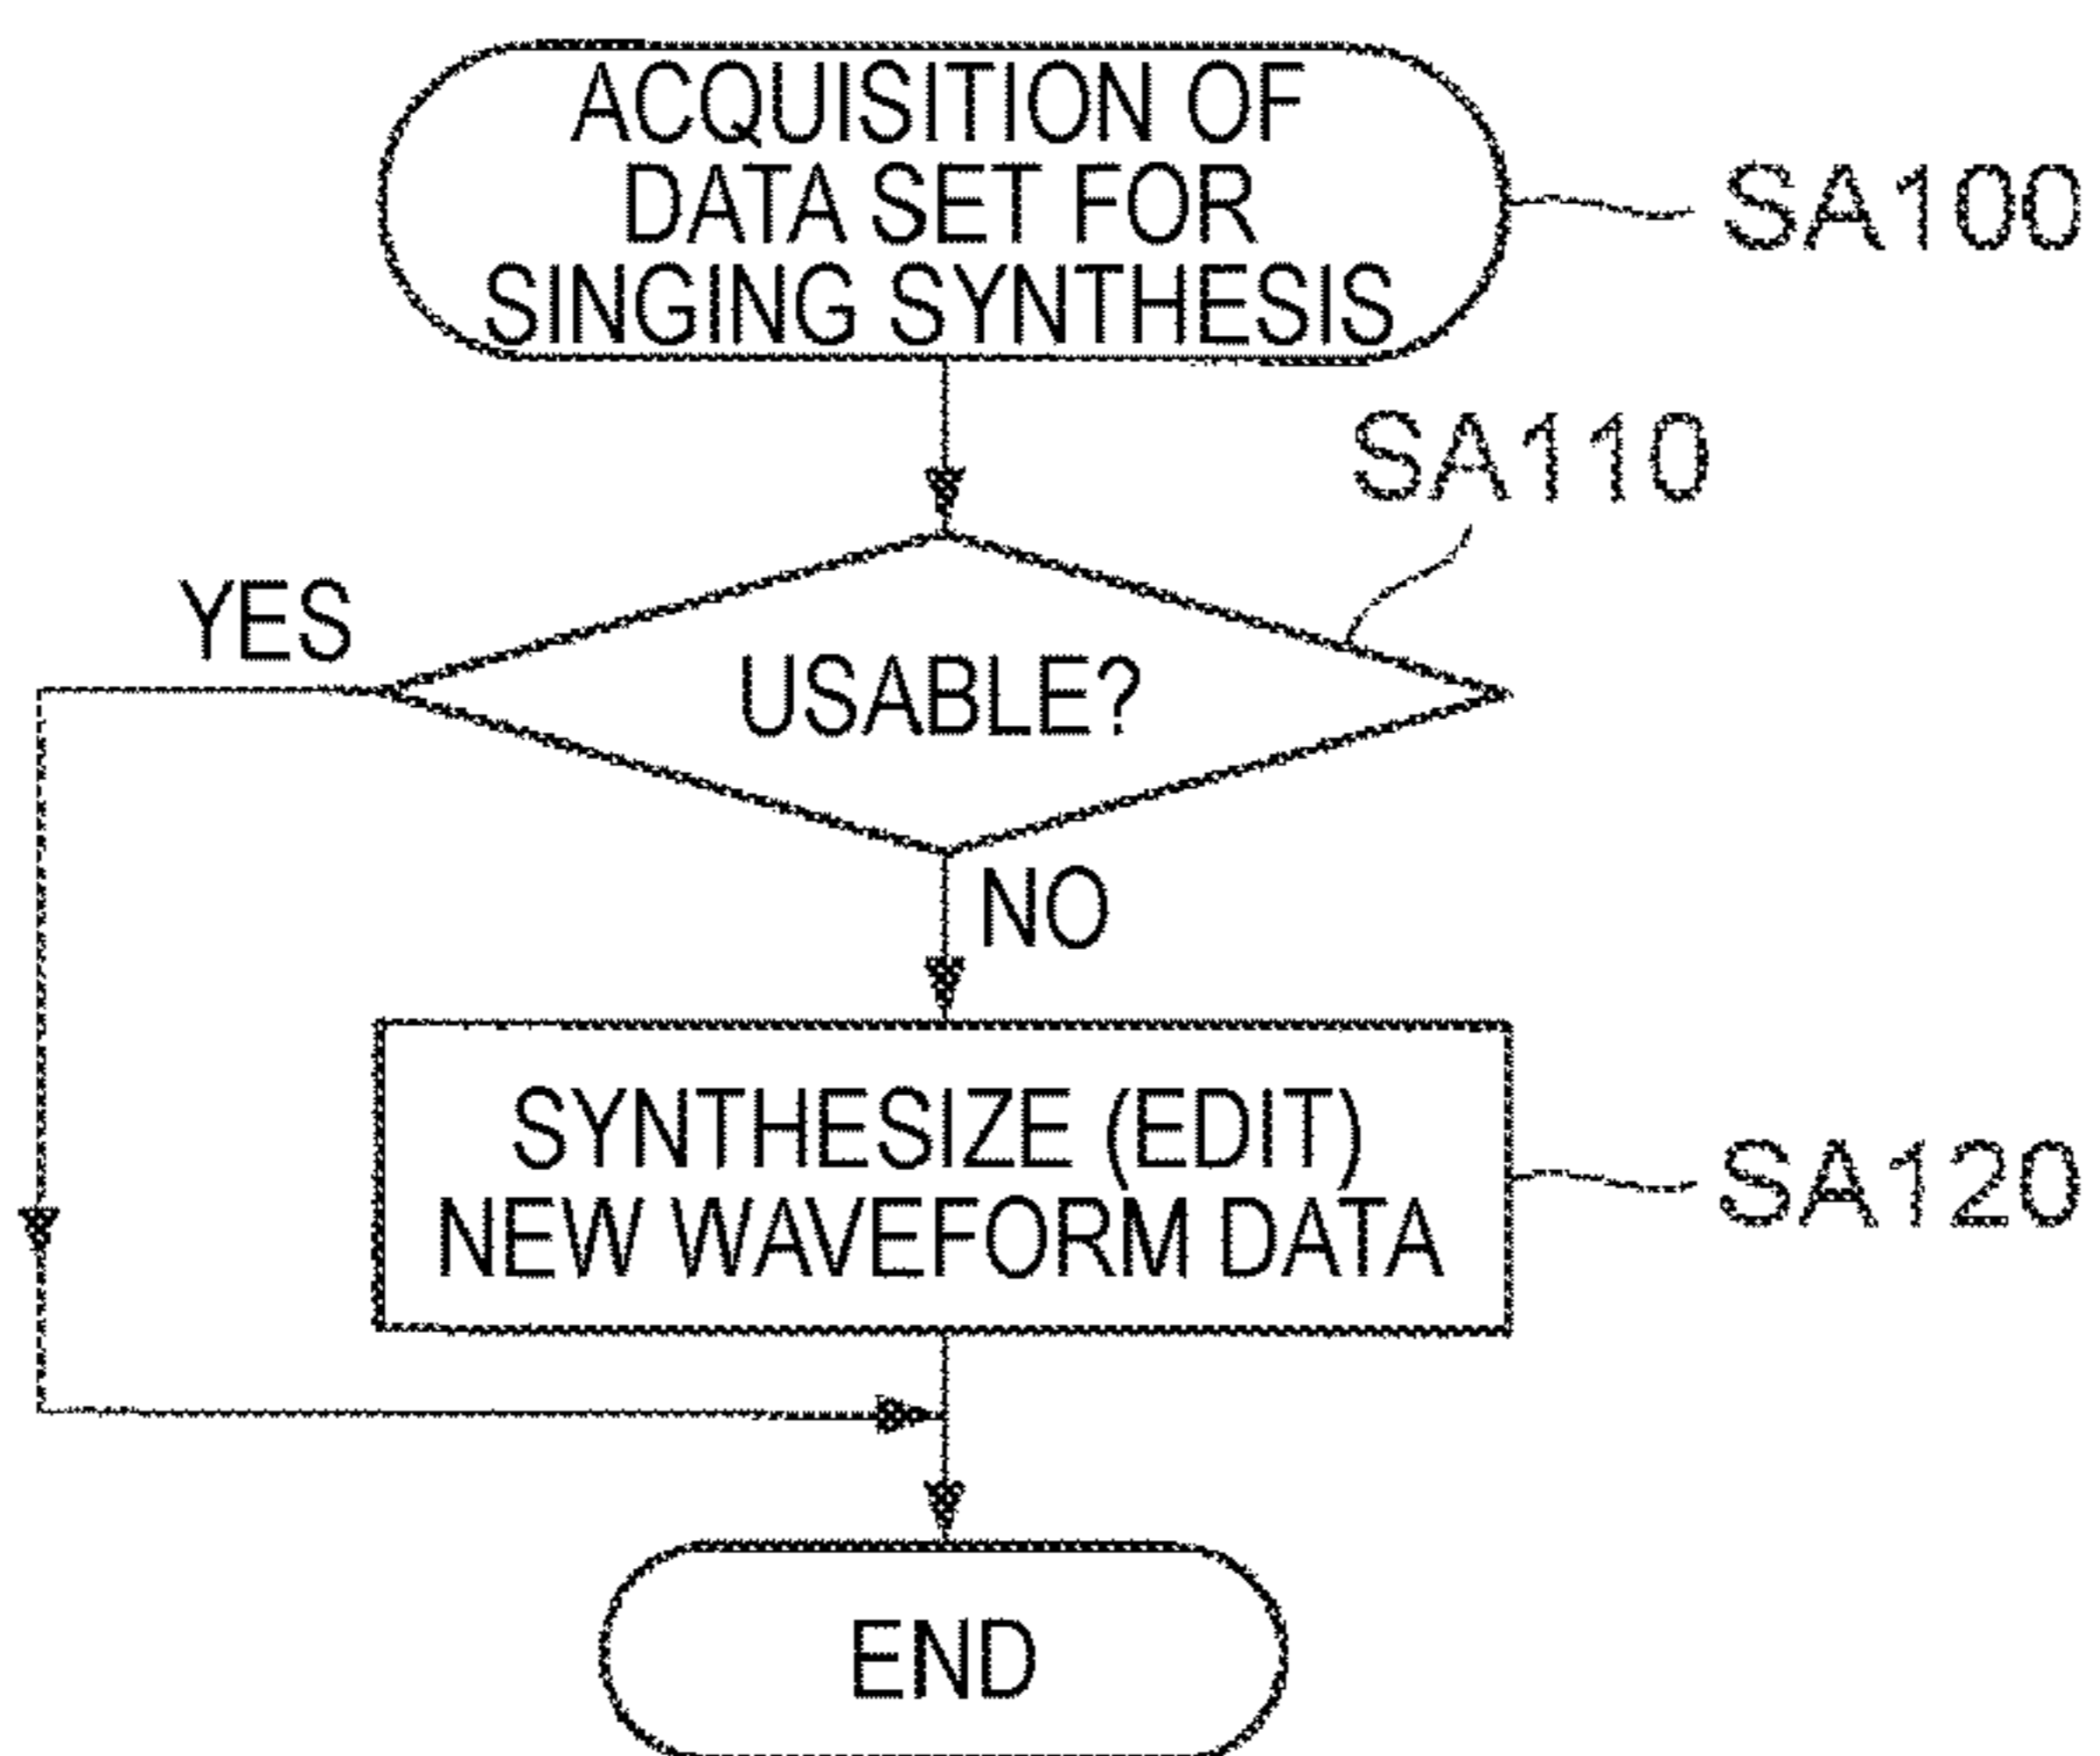 ACQUISITION OF
DATA SET FOR
SINGING SYNTHESIS
SA100
SA110
YES
USABLE?
NO
SYNTHESIZE (EDIT)
NEW WAVEFORM DATA
SA120
END